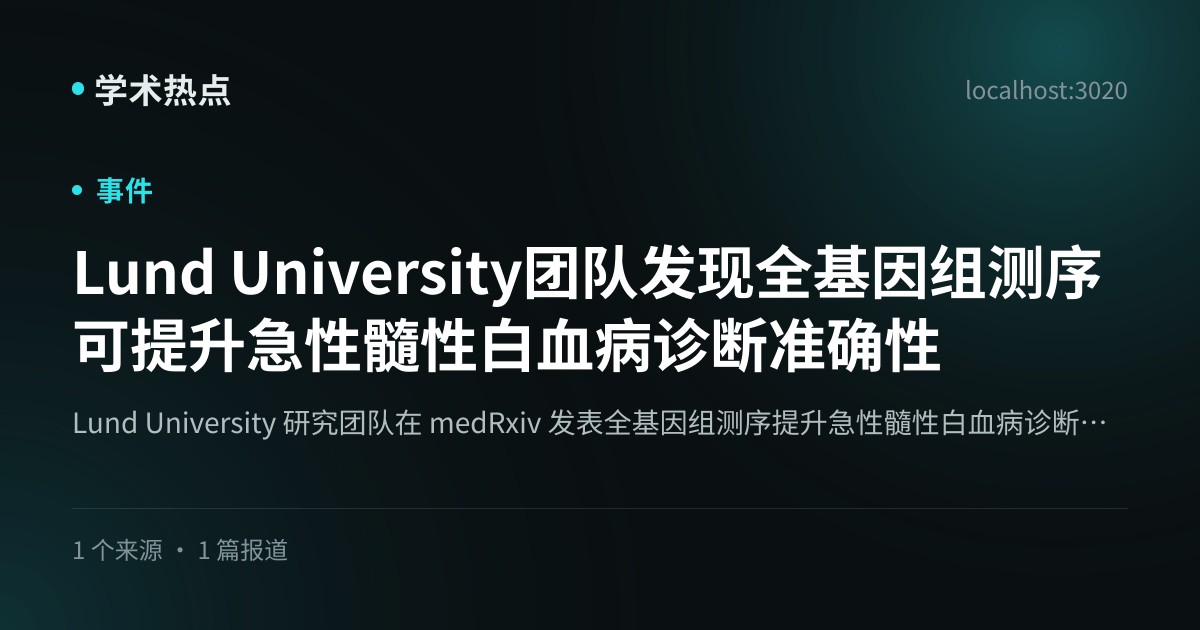 学术热点
localhost:3020
事件
Lund University团队发现全基因组测序
可提升急性髓性白血病诊断准确性
Lund University 研究团队在 medRxiv 发表全基因组测序提升急性髓性白血病诊断…
1 个来源 • 1 篇报道